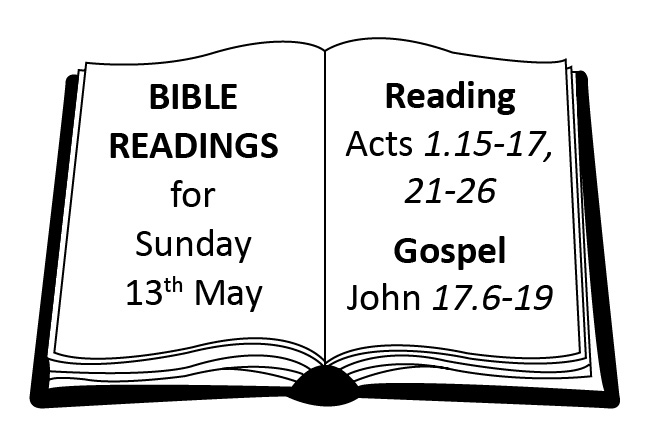 BIBLE
READINGS
for
Sunday
13th May
Reading
Acts 1.15-17,
21-26
Gospel
John 17.6-19